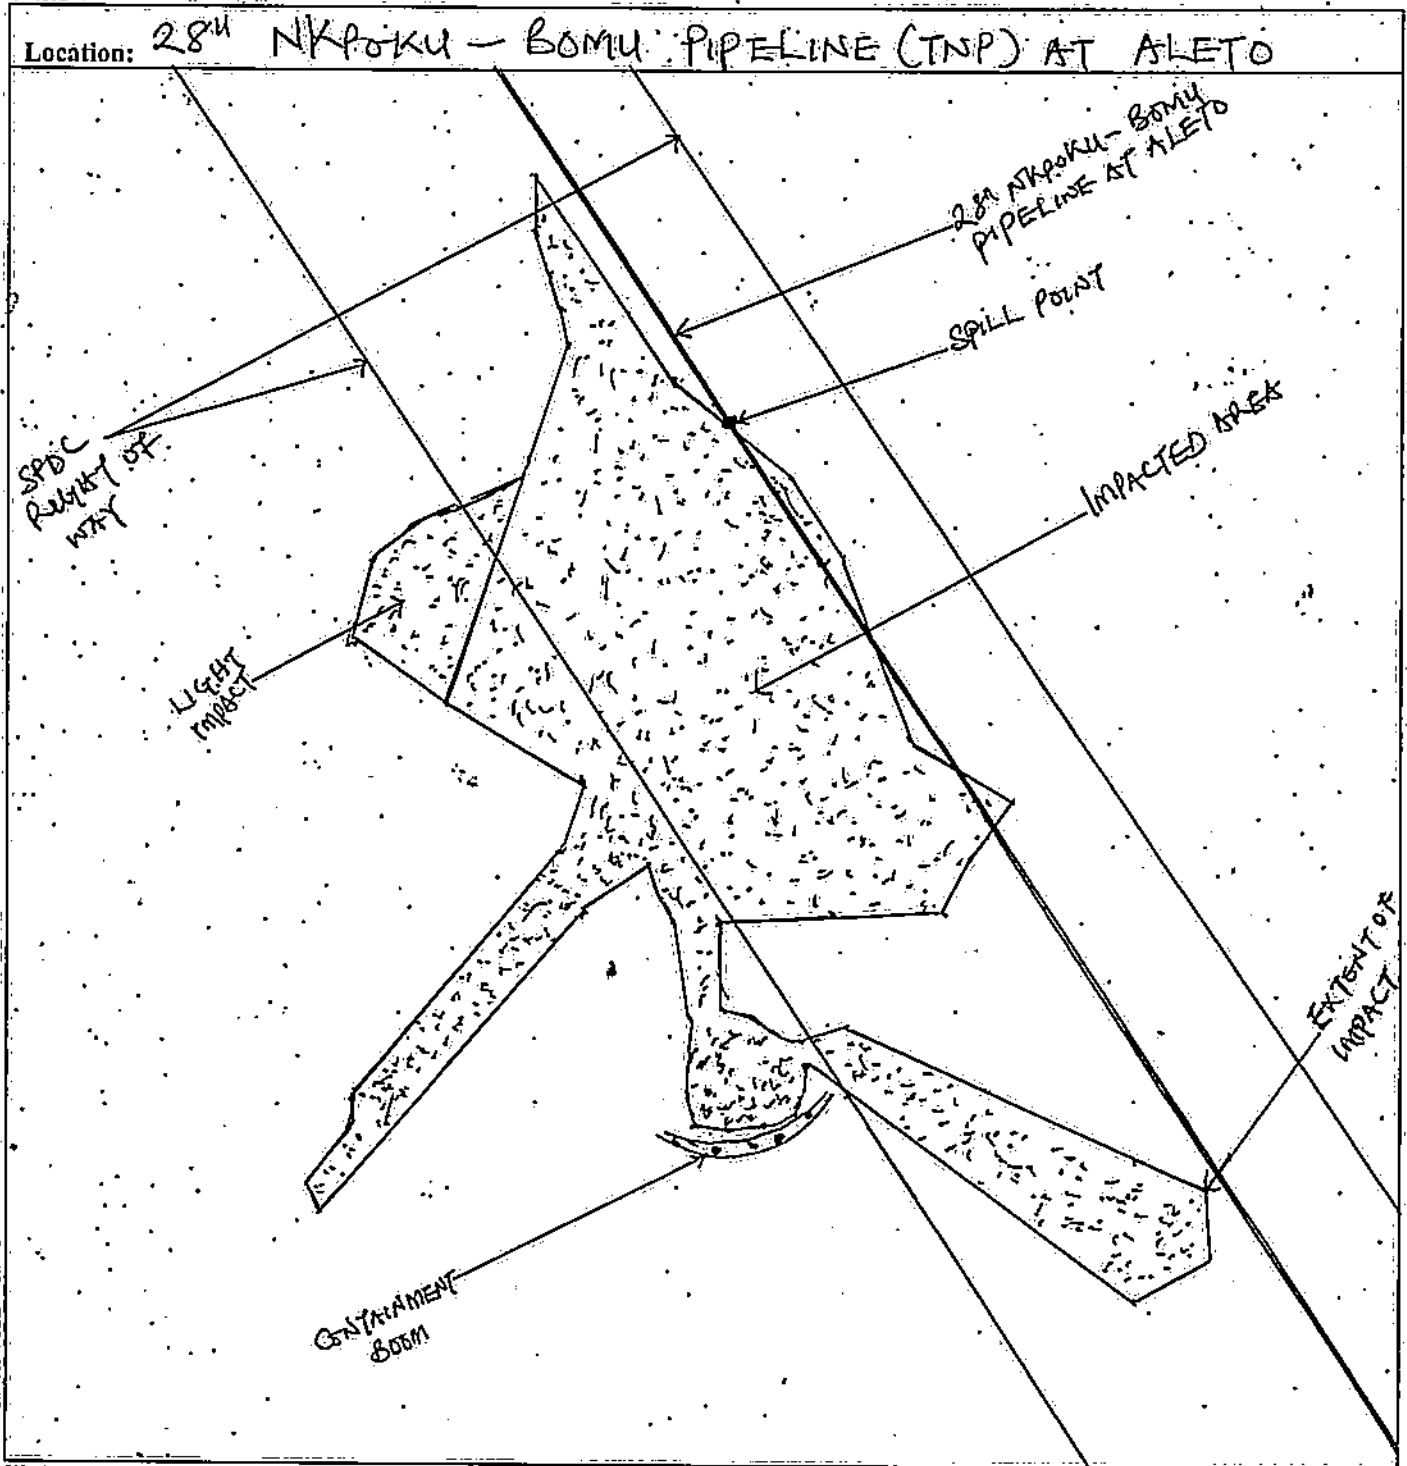 Location: 28" NKPOKU – BOMU PIPELINE (TNP) AT ALETO
28" NKPOKU – BOMU
PIPELINE AT ALETO
SPILL POINT
IMPACTED AREA
SPDC
RIGHT OF
WAY
LIGHT
IMPACT
EXTENT OF
IMPACT
CONTAINMENT
BOOM